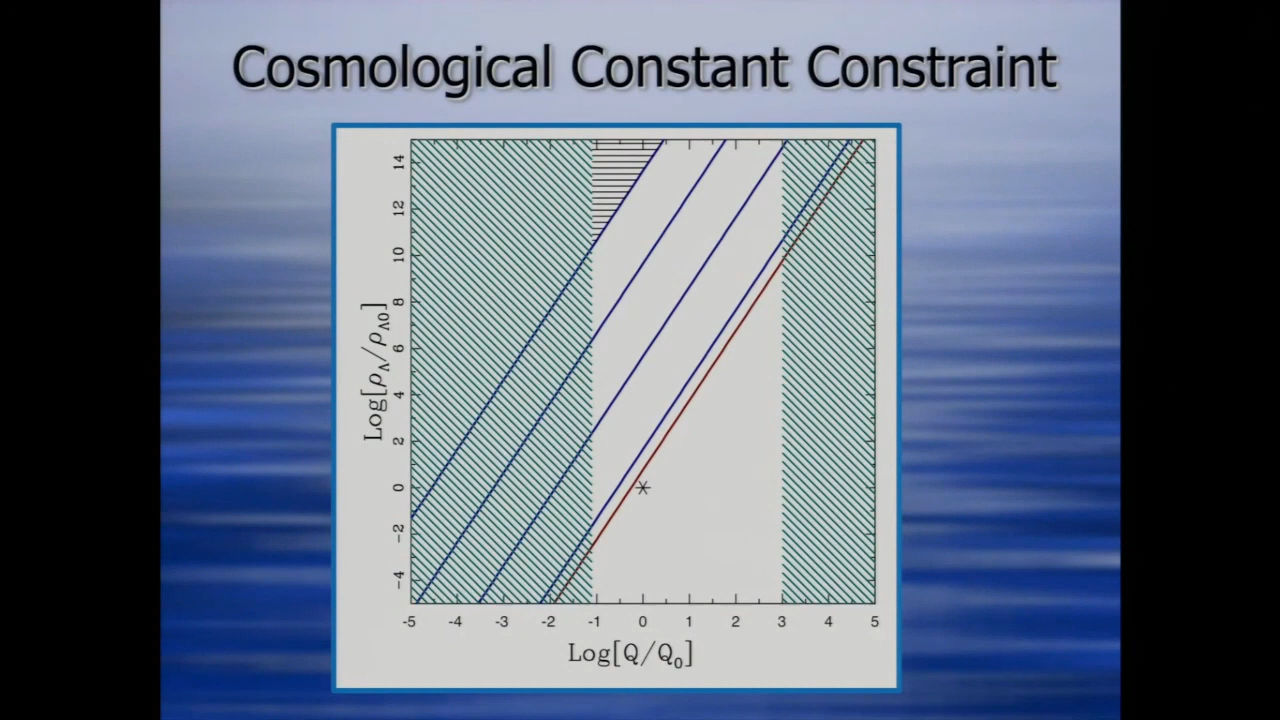 Cosmological Constant Constraint
14
12
10
8
6
4
2
0
−2
−4
Log[ρΛ/ρΛ0]
-5 -4 -3 -2 -1 0 1 2 3 4 5
Log[Q/Q0]